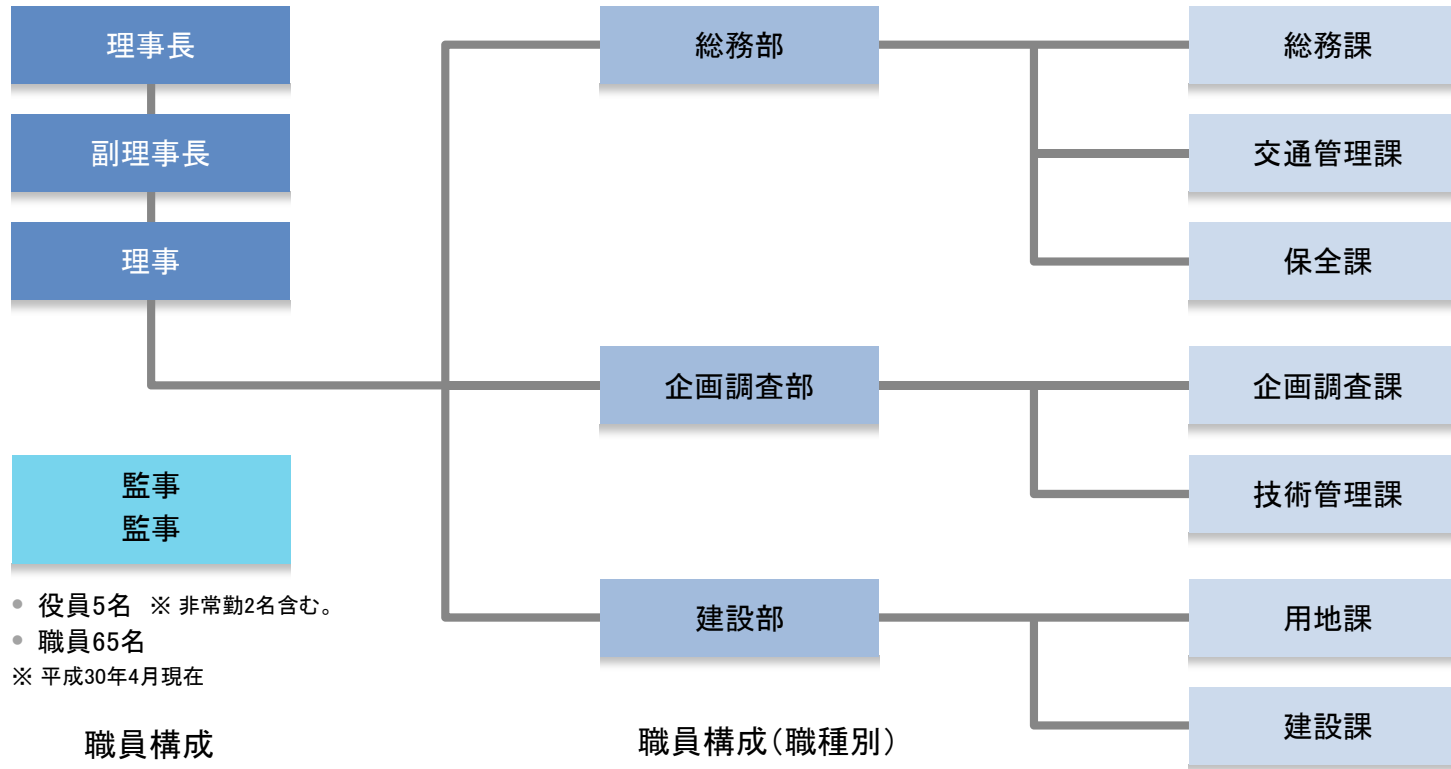 理事長
副理事長
理事
監事
監事
• 役員5名 ※ 非常勤2名含む。
• 職員65名
※ 平成30年4月現在
職員構成
総務部
企画調査部
建設部
職員構成（職種別）
総務課
交通管理課
保全課
企画調査課
技術管理課
用地課
建設課